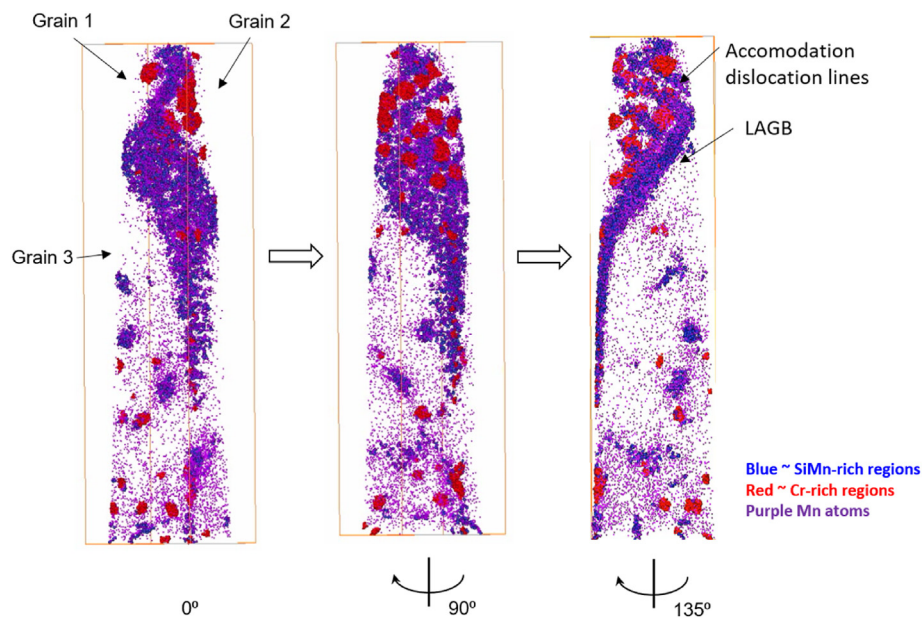 Grain 1
Grain 2
Accomodation
dislocation lines
LAGB
Grain 3
Blue ~ SiMn-rich regions
Red ~ Cr-rich regions
Purple Mn atoms
0º
90º
135º